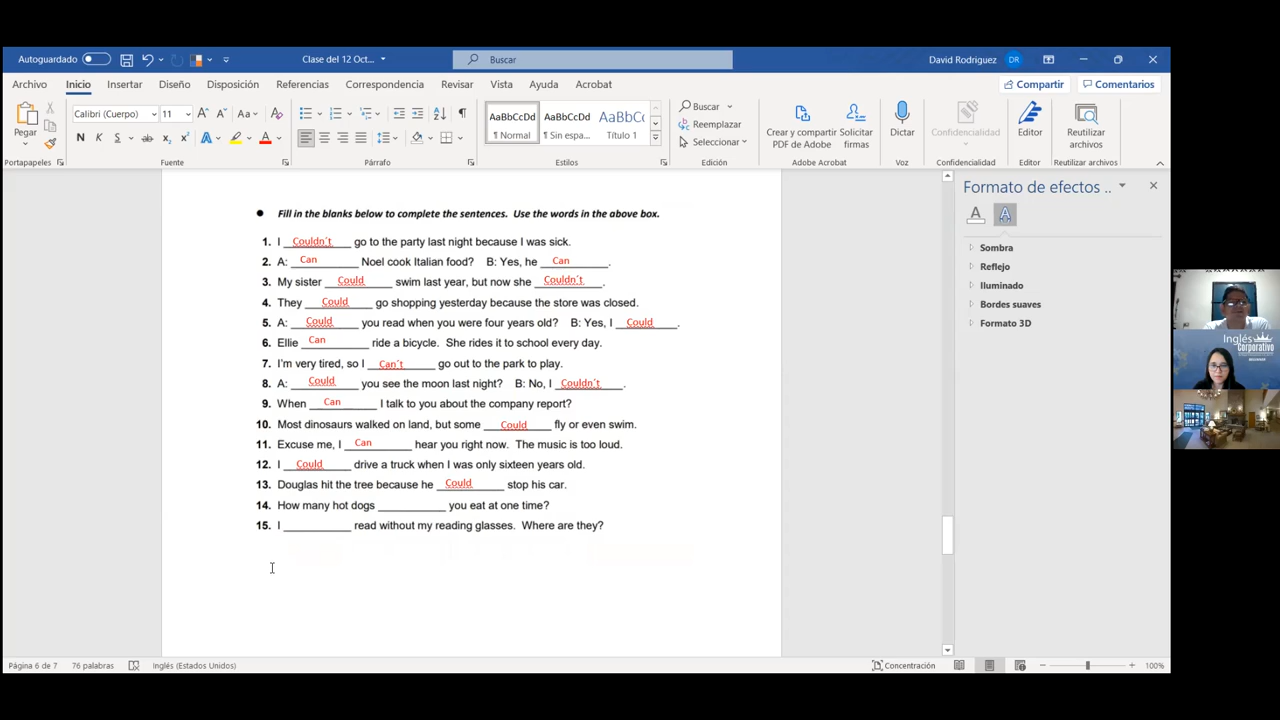 Autoguardado
Clase del 12 Oct...
Buscar
David Rodriguez DR
Archivo Inicio Insertar Diseño Disposición Referencias Correspondencia Revisar Vista Ayuda Acrobat Compartir Comentarios
Pegar
Calibri (Cuerpo) 11
N K S
AaBbCcDd AaBbCcDd AaBbCc
¶ Normal ¶ Sin espa... Título 1
Buscar
Reemplazar
Seleccionar
Crear y compartir PDF de Adobe
Solicitar firmas
Dictar
Confidencialidad
Editor
Reutilizar archivos
Portapapeles Fuente Párrafo Estilos Edición Adobe Acrobat Voz Confidencialidad Editor Reutilizar archivos
Fill in the blanks below to complete the sentences. Use the words in the above box.
1. I Couldn´t go to the party last night because I was sick.
2. A: Can Noel cook Italian food? B: Yes, he Can.
3. My sister Could swim last year, but now she Couldn´t.
4. They Could go shopping yesterday because the store was closed.
5. A: Could you read when you were four years old? B: Yes, I Could.
6. Ellie Can ride a bicycle. She rides it to school every day.
7. I'm very tired, so I Can´t go out to the park to play.
8. A: Could you see the moon last night? B: No, I Couldn´t.
9. When Can I talk to you about the company report?
10. Most dinosaurs walked on land, but some Could fly or even swim.
11. Excuse me, I Can hear you right now. The music is too loud.
12. I Could drive a truck when I was only sixteen years old.
13. Douglas hit the tree because he Could stop his car.
14. How many hot dogs ____________ you eat at one time?
15. I ____________ read without my reading glasses. Where are they?
Formato de efectos ..
Sombra
Reflejo
Iluminado
Bordes suaves
Formato 3D
Inglés
Corporativo
Página 6 de 7 76 palabras Inglés (Estados Unidos) Concentración 100%